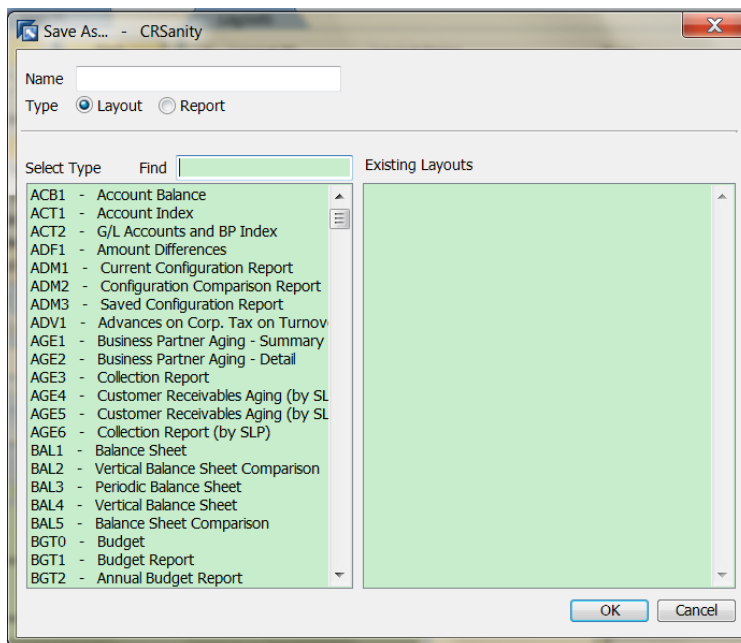 Save As... - CRSanity
Name
Type Layout Report
Select Type Find Existing Layouts
ACB1 - Account Balance
ACT1 - Account Index
ACT2 - G/L Accounts and BP Index
ADF1 - Amount Differences
ADM1 - Current Configuration Report
ADM2 - Configuration Comparison Report
ADM3 - Saved Configuration Report
ADV1 - Advances on Corp. Tax on Turnov
AGE1 - Business Partner Aging - Summary
AGE2 - Business Partner Aging - Detail
AGE3 - Collection Report
AGE4 - Customer Receivables Aging (by SL
AGE5 - Customer Receivables Aging (by SL
AGE6 - Collection Report (by SLP)
BAL1 - Balance Sheet
BAL2 - Vertical Balance Sheet Comparison
BAL3 - Periodic Balance Sheet
BAL4 - Vertical Balance Sheet
BAL5 - Balance Sheet Comparison
BGT0 - Budget
BGT1 - Budget Report
BGT2 - Annual Budget Report
OK Cancel